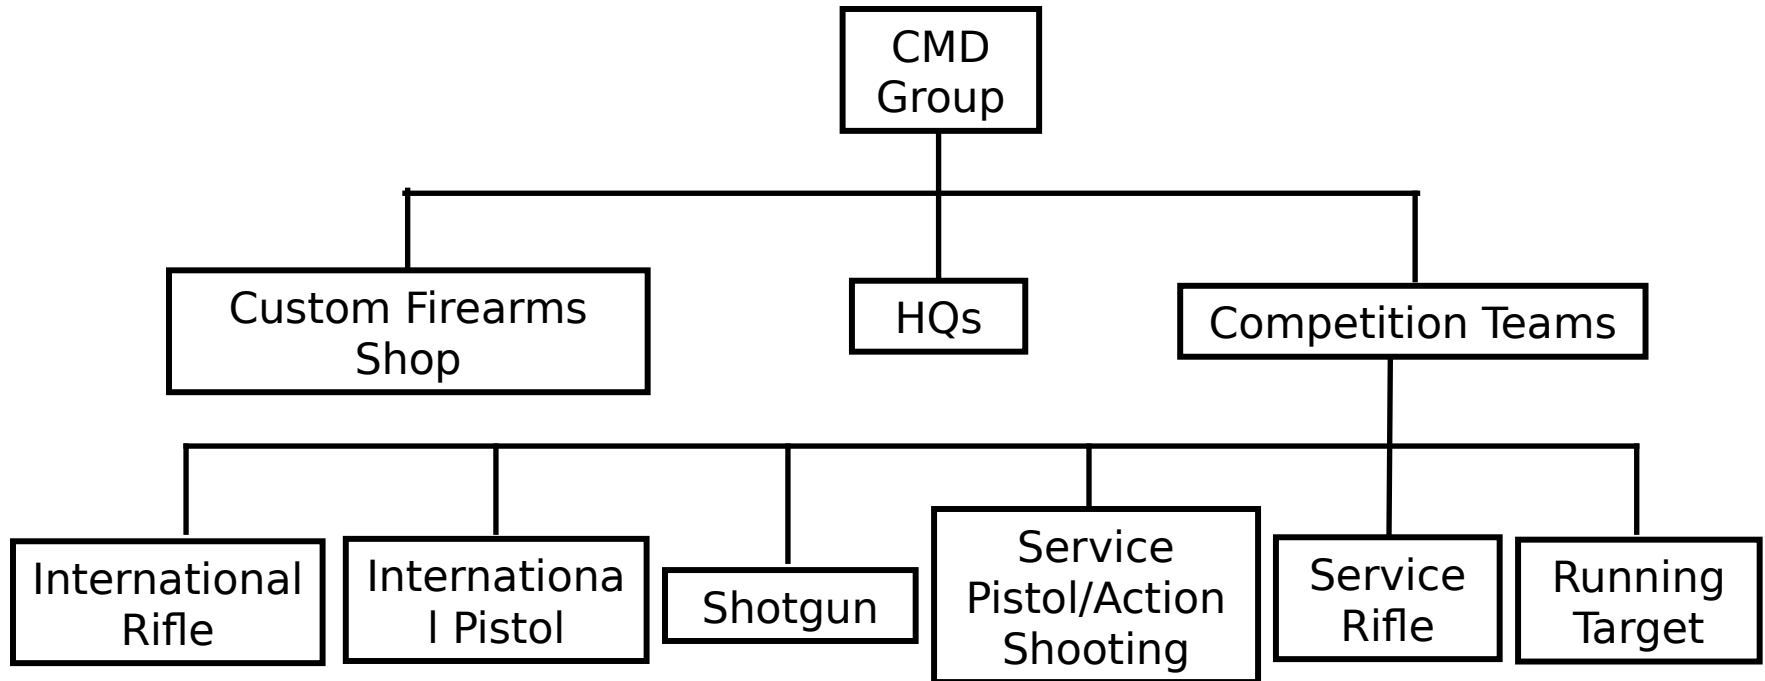 CMD
Group
Custom Firearms
Shop
HQs
Competition Teams
International
Rifle
Internationa
l Pistol
Shotgun
Service
Pistol/Action
Shooting
Service
Rifle
Running
Target